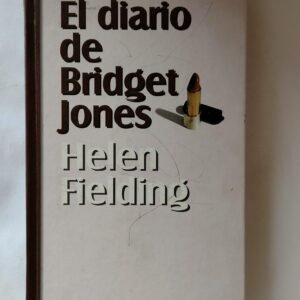 El diario
de
Bridget
Jones
Helen
Fielding